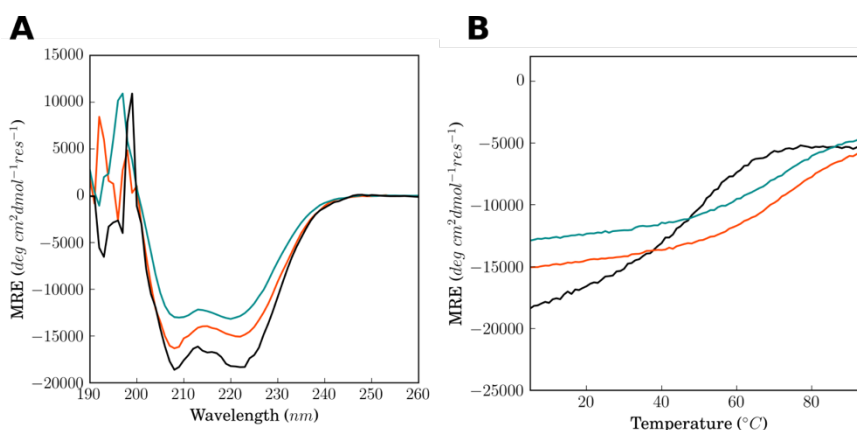 A
B
15000
10000
5000
0
−5000
−10000
−15000
−20000
190 200 210 220 230 240 250 260
Wavelength (nm)
MRE (deg cm²dmol⁻¹res⁻¹)
0
−5000
−10000
−15000
−20000
−25000
20 40 60 80
Temperature (°C)
MRE (deg cm²dmol⁻¹res⁻¹)